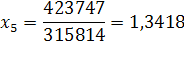 x₅ = 423747/315814 = 1,3418